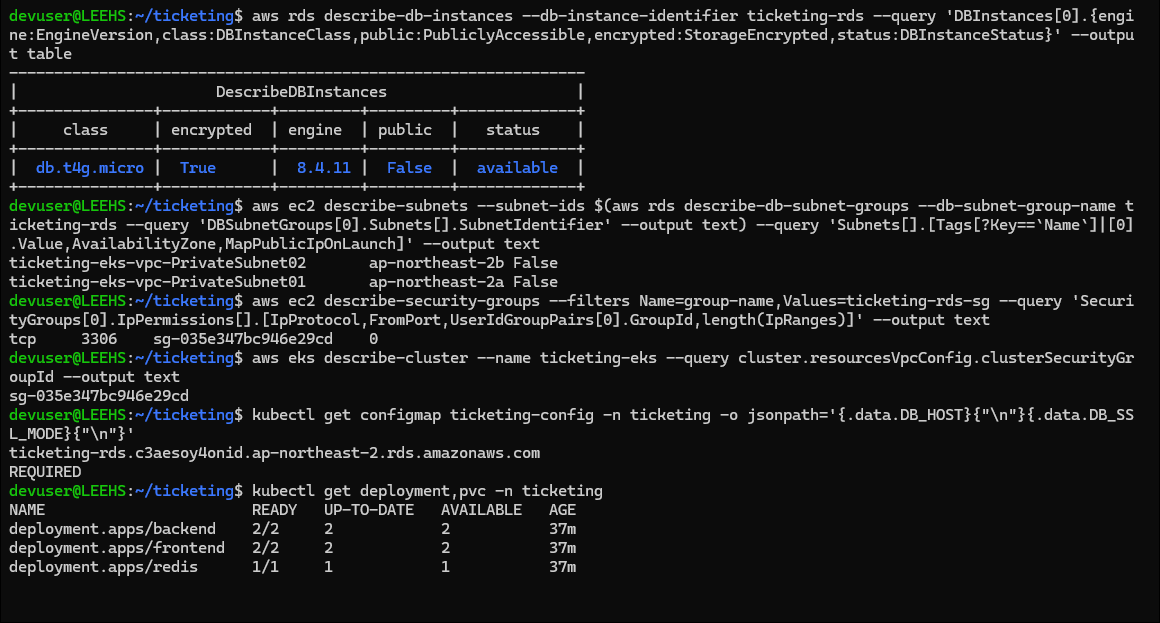 devuser@LEEHS:~/ticketing$ aws rds describe-db-instances --db-instance-identifier ticketing-rds --query 'DBInstances[0].{engi
ne:EngineVersion,class:DBInstanceClass,public:PubliclyAccessible,encrypted:StorageEncrypted,status:DBInstanceStatus}' --outpu
t table
----------------------------------------------------------------
|                      DescribeDBInstances                     |
+---------------+------------+---------+---------+-------------+
|     class     | encrypted  | engine  | public  |   status    |
+---------------+------------+---------+---------+-------------+
|  db.t4g.micro |  True      |  8.4.11 |  False  |  available  |
+---------------+------------+---------+---------+-------------+
devuser@LEEHS:~/ticketing$ aws ec2 describe-subnets --subnet-ids $(aws rds describe-db-subnet-groups --db-subnet-group-name t
icketing-rds --query 'DBSubnetGroups[0].Subnets[].SubnetIdentifier' --output text) --query 'Subnets[].[Tags[?Key==`Name`]|[0]
.Value,AvailabilityZone,MapPublicIpOnLaunch]' --output text
ticketing-eks-vpc-PrivateSubnet02       ap-northeast-2b False
ticketing-eks-vpc-PrivateSubnet01       ap-northeast-2a False
devuser@LEEHS:~/ticketing$ aws ec2 describe-security-groups --filters Name=group-name,Values=ticketing-rds-sg --query 'Securi
tyGroups[0].IpPermissions[].[IpProtocol,FromPort,UserIdGroupPairs[0].GroupId,length(IpRanges)]' --output text
tcp     3306    sg-035e347bc946e29cd    0
devuser@LEEHS:~/ticketing$ aws eks describe-cluster --name ticketing-eks --query cluster.resourcesVpcConfig.clusterSecurityGr
oupId --output text
sg-035e347bc946e29cd
devuser@LEEHS:~/ticketing$ kubectl get configmap ticketing-config -n ticketing -o jsonpath='{.data.DB_HOST}{"\n"}{.data.DB_SS
L_MODE}{"\n"}'
ticketing-rds.c3aesoy4onid.ap-northeast-2.rds.amazonaws.com
REQUIRED
devuser@LEEHS:~/ticketing$ kubectl get deployment,pvc -n ticketing
NAME                       READY   UP-TO-DATE   AVAILABLE   AGE
deployment.apps/backend    2/2     2            2           37m
deployment.apps/frontend   2/2     2            2           37m
deployment.apps/redis      1/1     1            1           37m